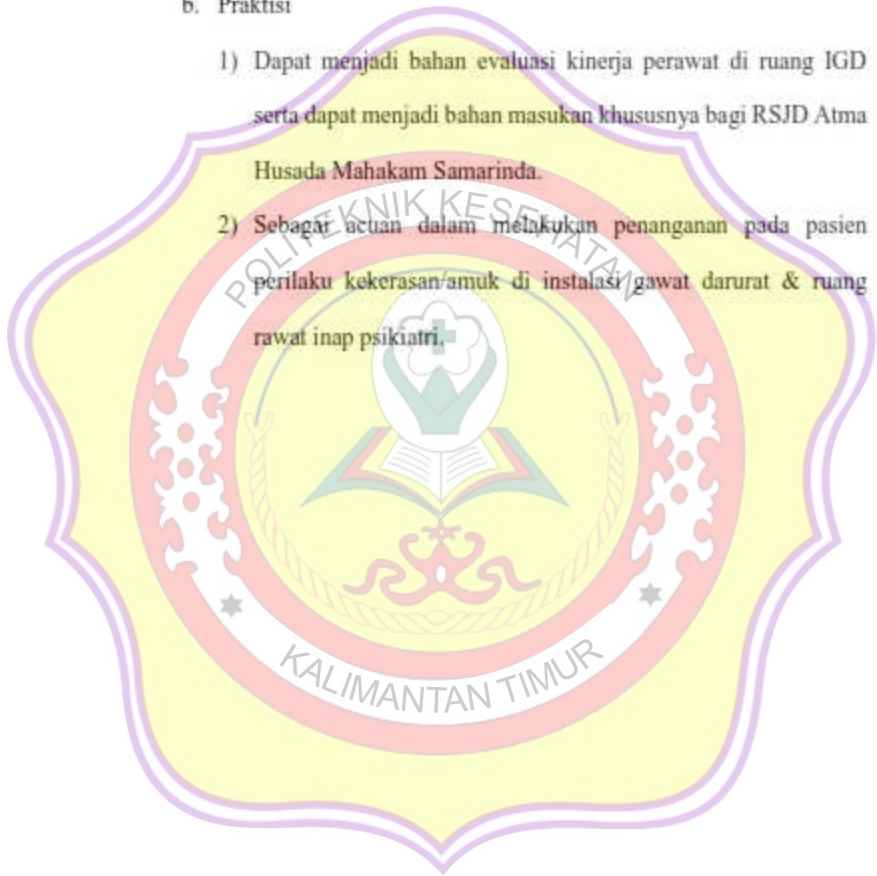 b. Praktisi
1) Dapat menjadi bahan evaluasi kinerja perawat di ruang IGD
serta dapat menjadi bahan masukan khususnya bagi RSJD Atma
Husada Mahakam Samarinda.
2) Sebagai acuan dalam melakukan penanganan pada pasien
perilaku kekerasan/amuk di instalasi gawat darurat & ruang
rawat inap psikiatri.
POLITEKNIK KESEHATAN
KALIMANTAN TIMUR